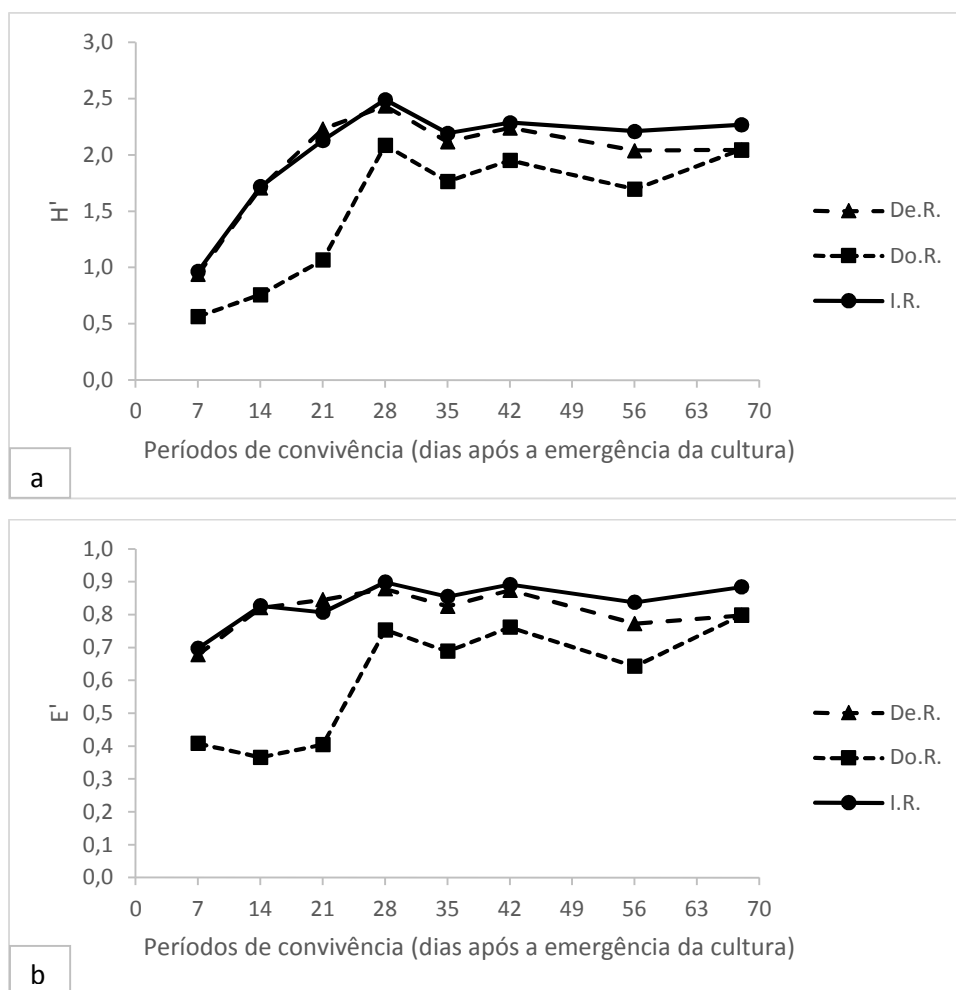 3,0
2,5
2,0
1,5
1,0
0,5
0,0
H'
0 7 14 21 28 35 42 49 56 63 70
Períodos de convivência (dias após a emergência da cultura)
De.R.
Do.R.
I.R.
a
1,0
0,9
0,8
0,7
0,6
0,5
0,4
0,3
0,2
0,1
0,0
E'
0 7 14 21 28 35 42 49 56 63 70
Períodos de convivência (dias após a emergência da cultura)
De.R.
Do.R.
I.R.
b